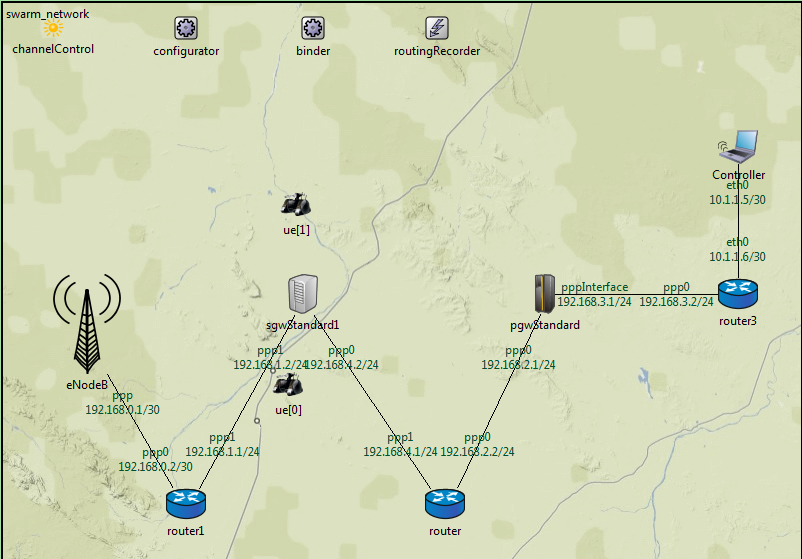 swarm_network
channelControl
configurator
binder
routingRecorder
Controller
eth0
10.1.1.5/30
ue[1]
eth0
10.1.1.6/30
pppInterface
192.168.3.1/24
ppp0
192.168.3.2/24
router3
sgwStandard1
pgwStandard
ppp1
192.168.1.2/24
ppp0
192.168.4.2/24
ppp0
192.168.2.1/24
eNodeB
ppp
192.168.0.1/30
ue[0]
ppp1
192.168.1.1/24
ppp0
192.168.0.2/30
ppp1
192.168.4.1/24
ppp0
192.168.2.2/24
router1
router